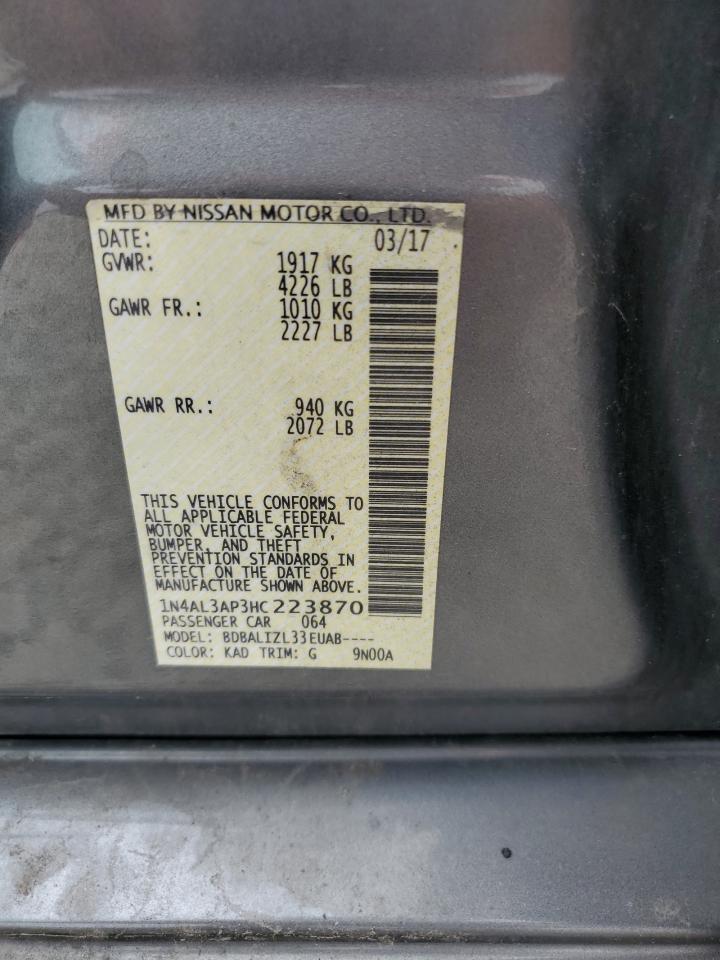 MFD BY NISSAN MOTOR CO., LTD.
DATE: 03/17
GVWR: 1917 KG
4226 LB
GAWR FR.: 1010 KG
2227 LB
GAWR RR.: 940 KG
2072 LB
THIS VEHICLE CONFORMS TO
ALL APPLICABLE FEDERAL
MOTOR VEHICLE SAFETY,
BUMPER, AND THEFT
PREVENTION STANDARDS IN
EFFECT ON THE DATE OF
MANUFACTURE SHOWN ABOVE.
1N4AL3AP3HC223870
PASSENGER CAR 064
MODEL: BDBALIZL33EUAB----
COLOR: KAD TRIM: G 9N00A